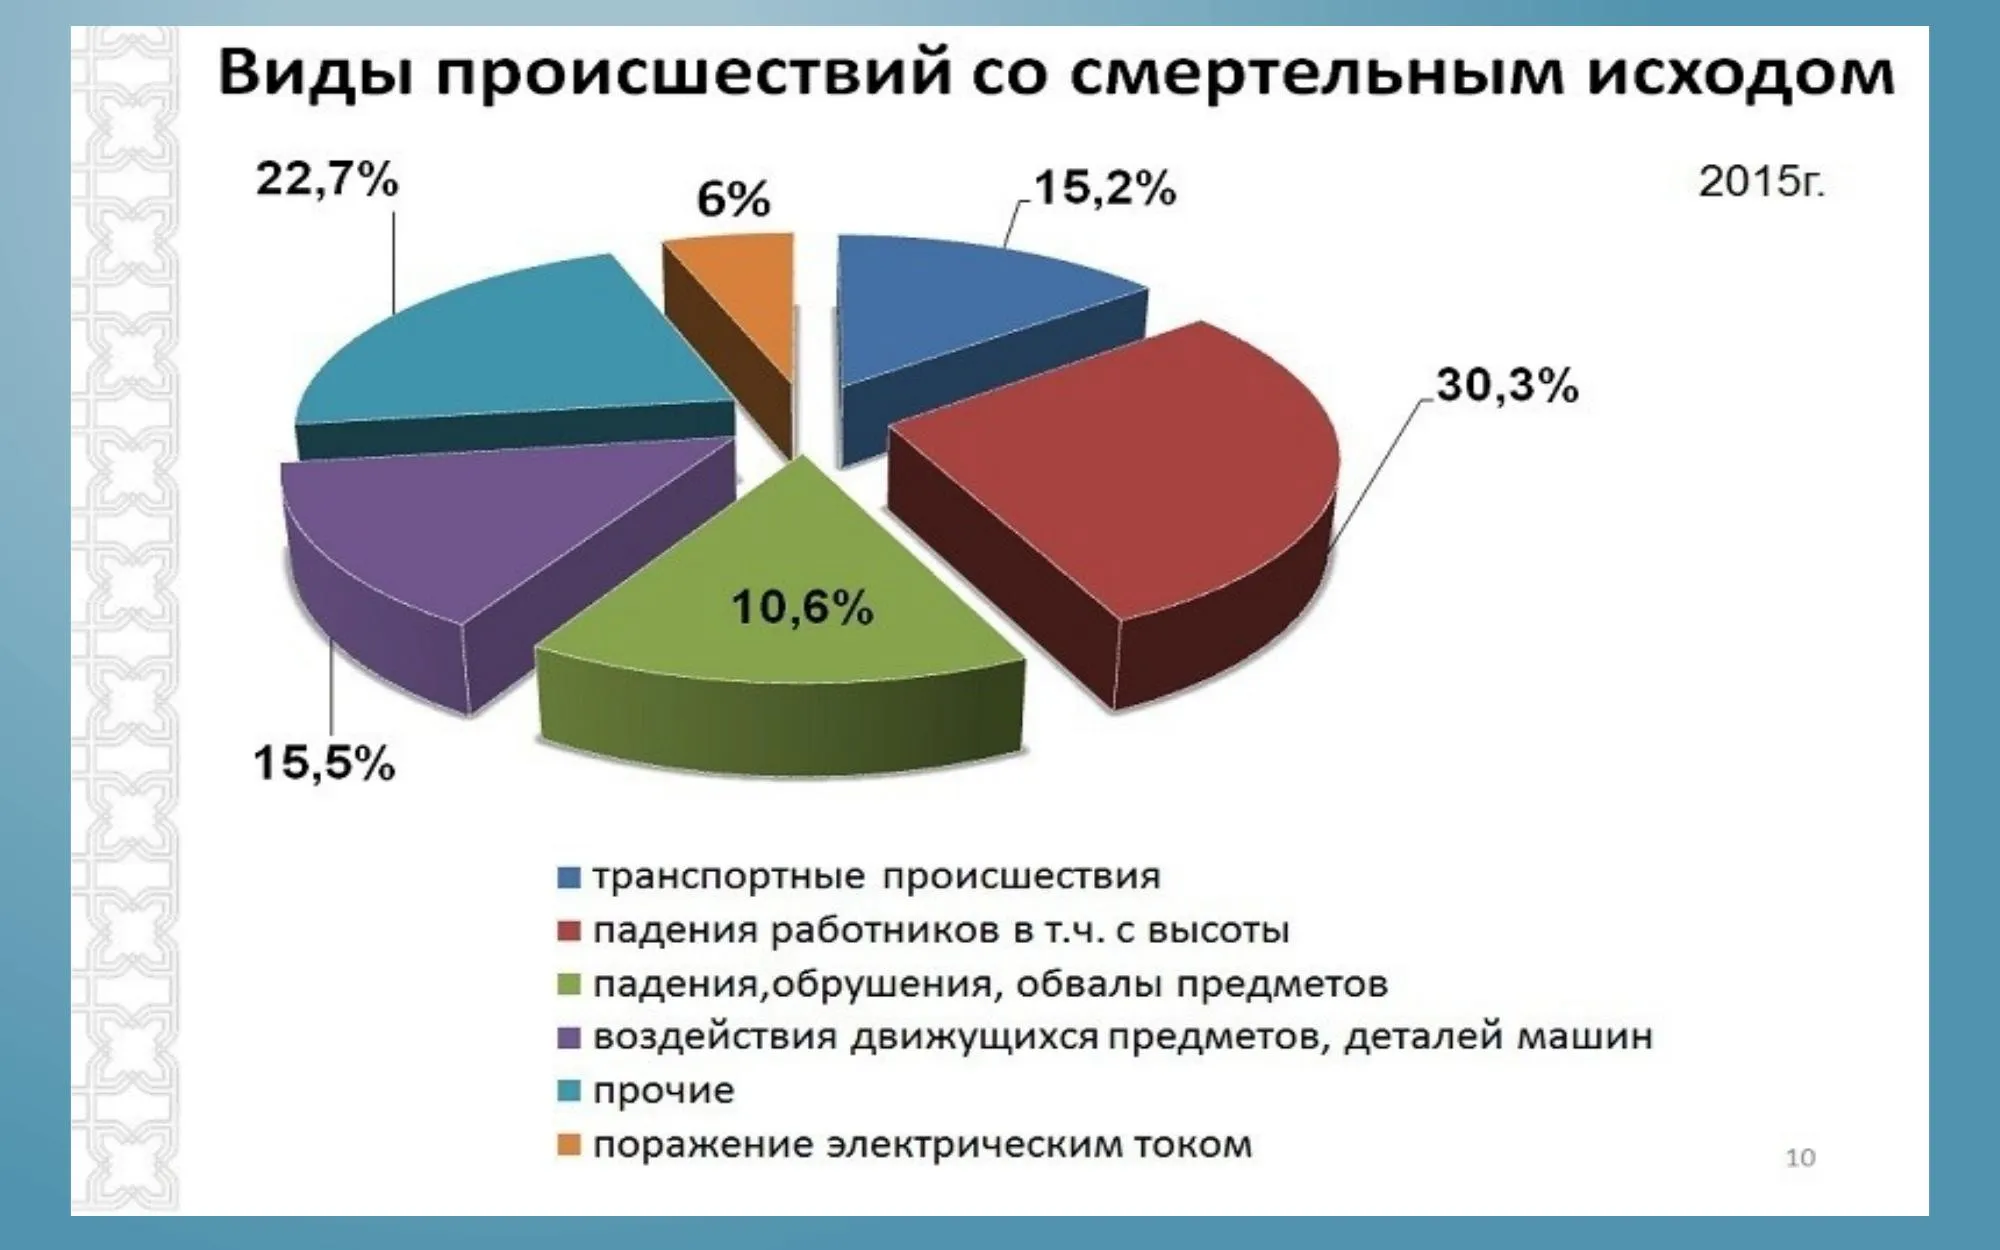 Виды происшествий со смертельным исходом
2015г.
22,7%
6%
15,2%
30,3%
10,6%
15,5%
транспортные происшествия
падения работников в т.ч. с высоты
падения,обрушения, обвалы предметов
воздействия движущихся предметов, деталей машин
прочие
поражение электрическим током
10